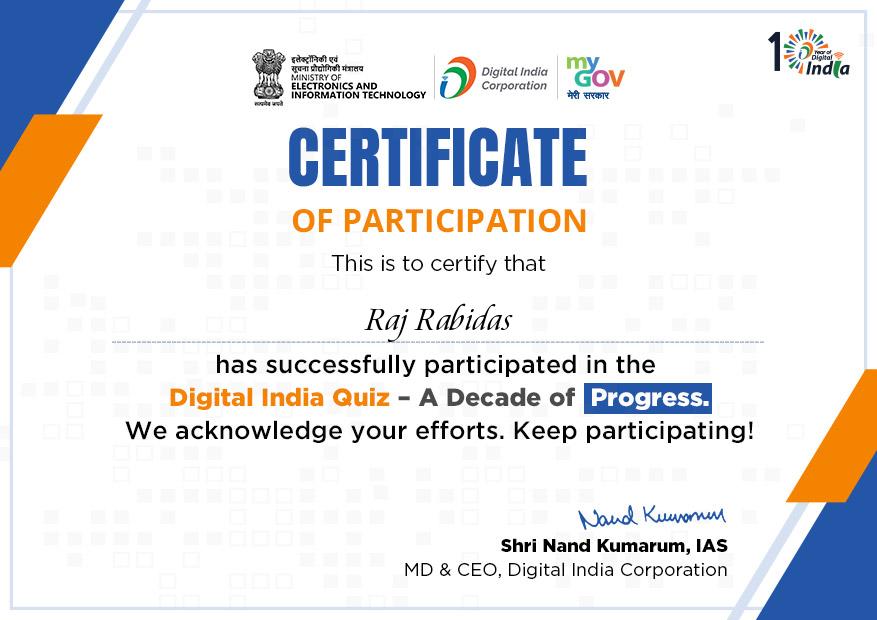 इलेक्ट्रॉनिकी एवं
सूचना प्रौद्योगिकी मंत्रालय
MINISTRY OF
ELECTRONICS AND
INFORMATION TECHNOLOGY
सत्यमेव जयते
Digital India
Corporation
my
GOV
मेरी सरकार
10
Year of
Digital
India
CERTIFICATE
OF PARTICIPATION
This is to certify that
Raj Rabidas
has successfully participated in the
Digital India Quiz – A Decade of Progress.
We acknowledge your efforts. Keep participating!
Nand Kumarum
Shri Nand Kumarum, IAS
MD & CEO, Digital India Corporation